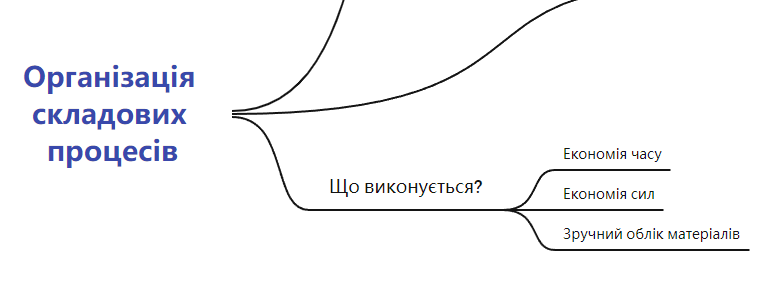 Організація
складових
процесів
Що виконується?
Економія часу
Економія сил
Зручний облік матеріалів